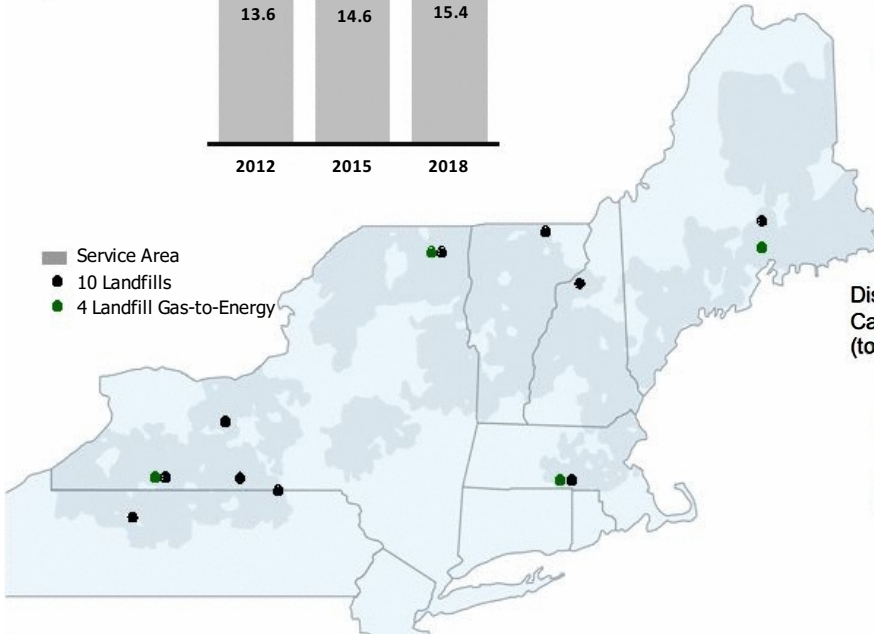 13.6 14.6 15.4
2012 2015 2018
Service Area
10 Landfills
4 Landfill Gas-to-Energy
Dis
Ca
(to